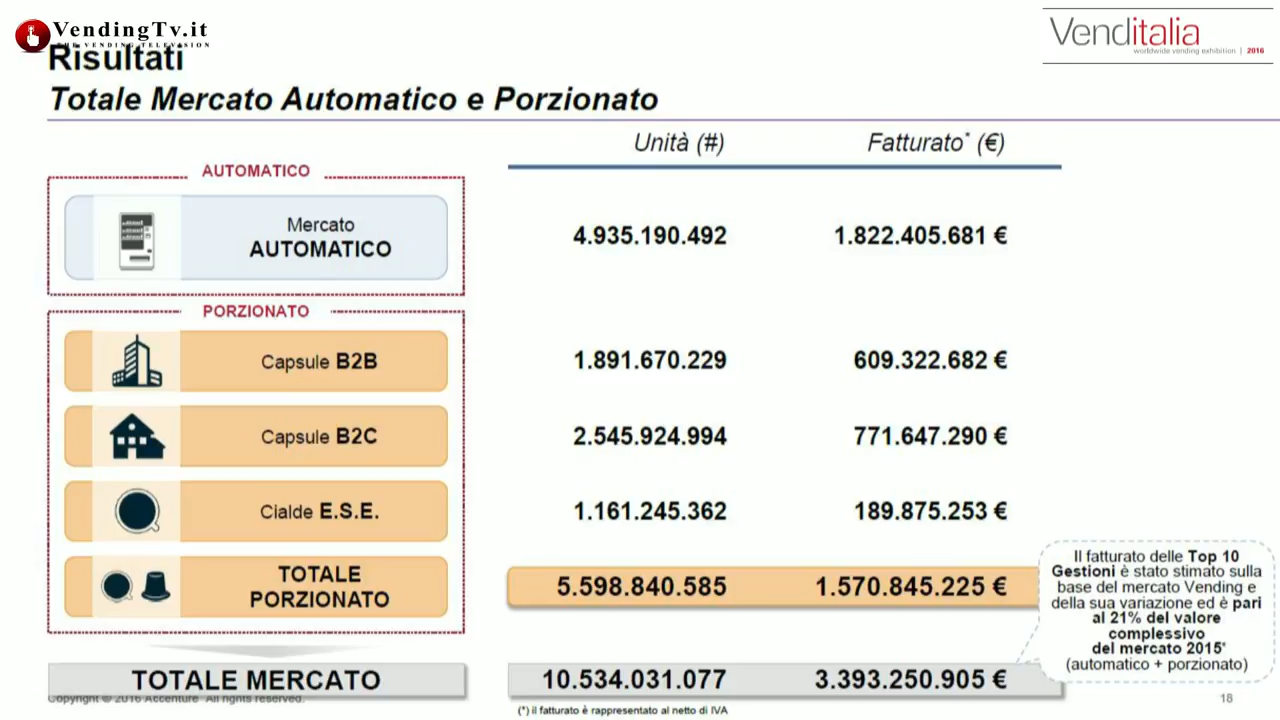 VendingTv.it
THE VENDING TELEVISION
Venditalia
worldwide vending exhibition | 2016
Risultati
Totale Mercato Automatico e Porzionato
Unità (#) Fatturato* (€)
AUTOMATICO
Mercato
AUTOMATICO
4.935.190.492 1.822.405.681 €
PORZIONATO
Capsule B2B 1.891.670.229 609.322.682 €
Capsule B2C 2.545.924.994 771.647.290 €
Cialde E.S.E. 1.161.245.362 189.875.253 €
TOTALE
PORZIONATO
5.598.840.585 1.570.845.225 €
Il fatturato delle Top 10
Gestioni è stato stimato sulla
base del mercato Vending e
della sua variazione ed è pari
al 21% del valore
complessivo
del mercato 2015*
(automatico + porzionato)
TOTALE MERCATO 10.534.031.077 3.393.250.905 €
Copyright © 2016 Accenture All rights reserved.
18
(*) il fatturato è rappresentato al netto di IVA